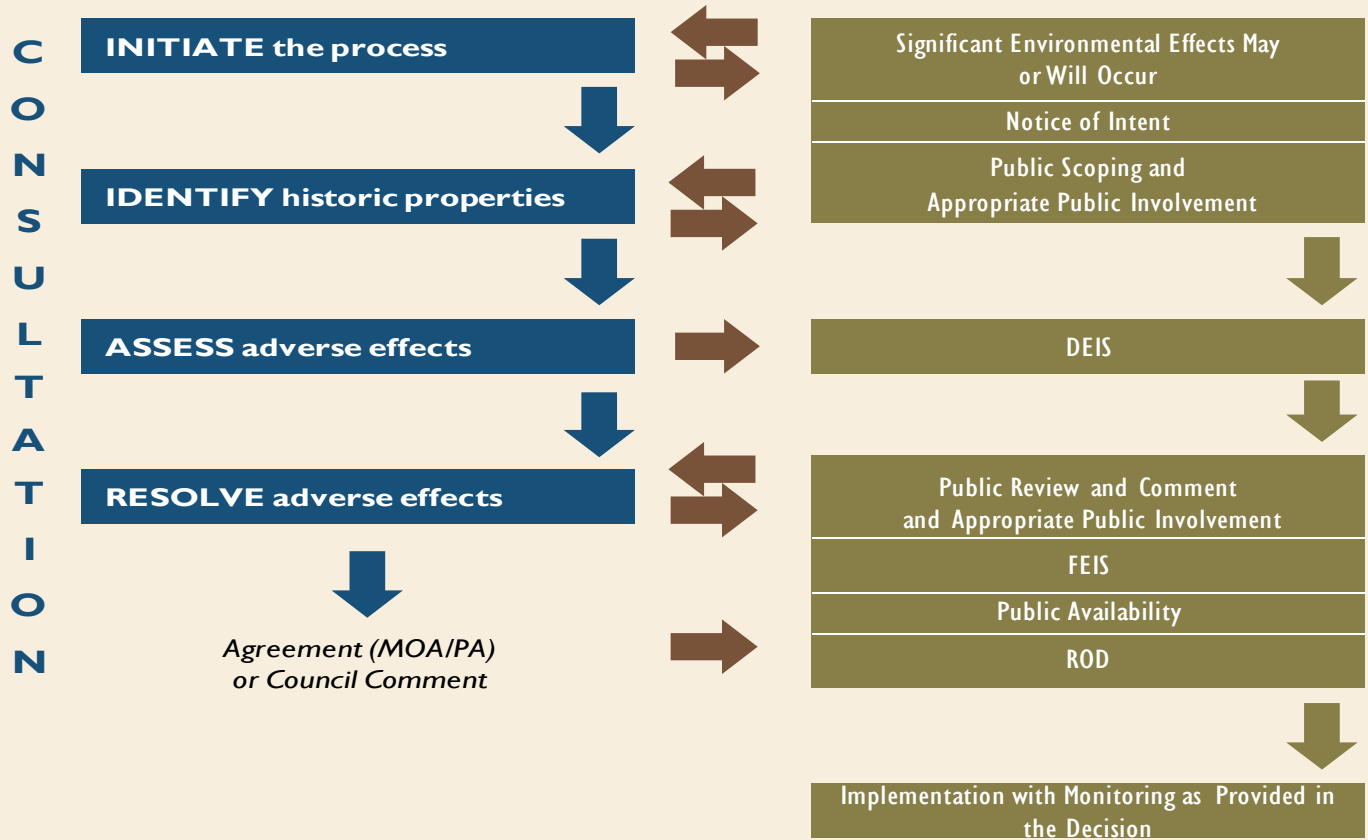 CONSULTATION
INITIATE the process
IDENTIFY historic properties
ASSESS adverse effects
RESOLVE adverse effects
Agreement (MOA/PA)
or Council Comment
Significant Environmental Effects May
or Will Occur
Notice of Intent
Public Scoping and
Appropriate Public Involvement
DEIS
Public Review and Comment
and Appropriate Public Involvement
FEIS
Public Availability
ROD
Implementation with Monitoring as Provided in
the Decision